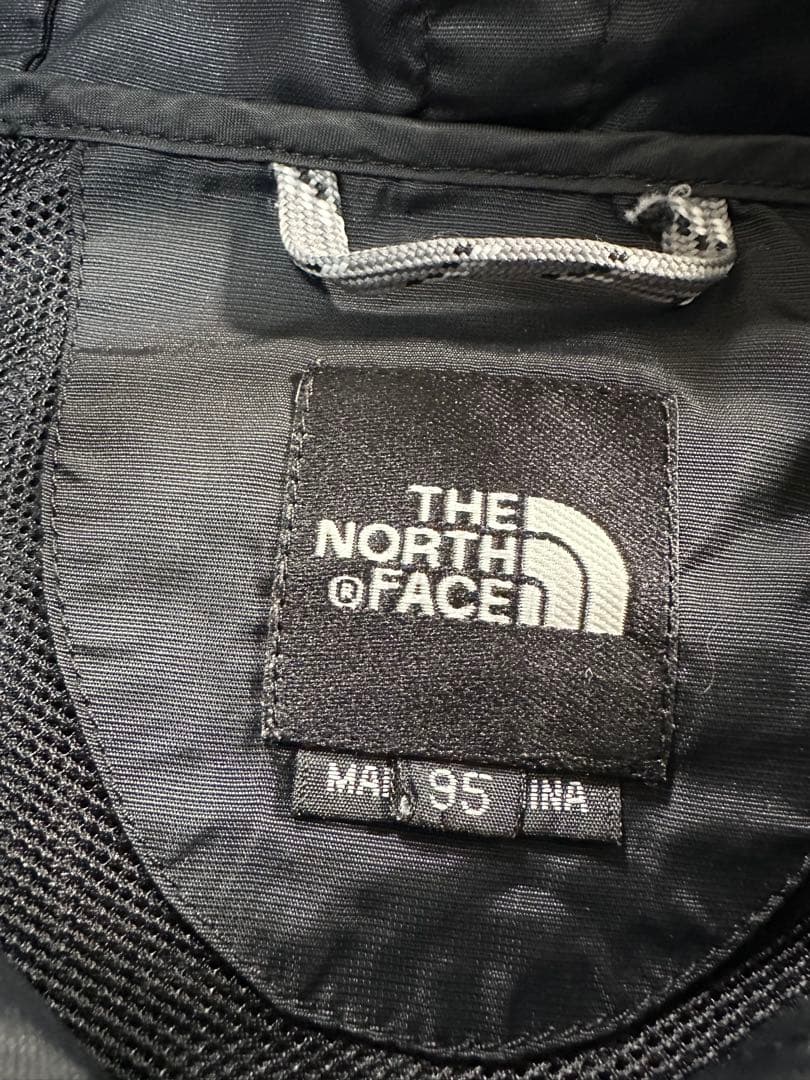 THE
NORTH
® FACE
MA 95 INA